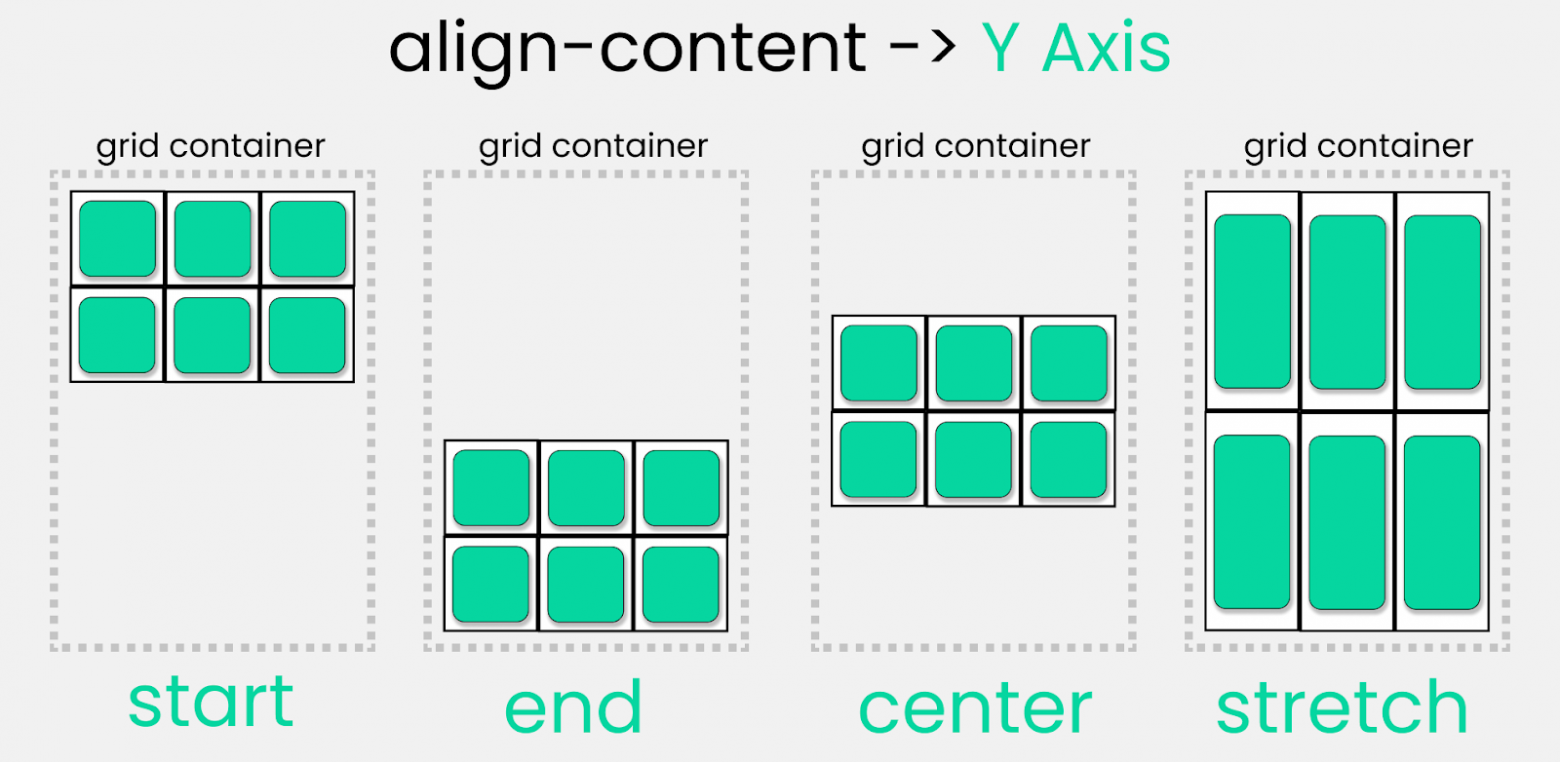 align-content -> Y Axis
grid container grid container grid container grid container
start end center stretch